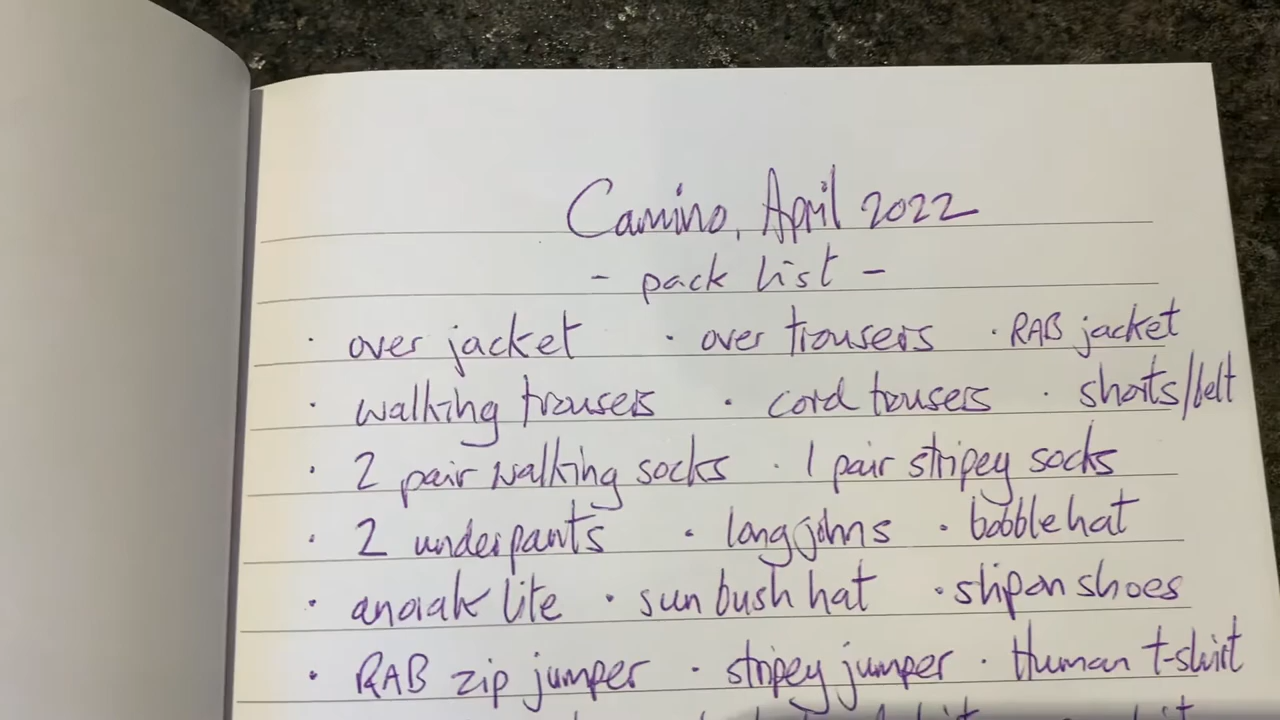 Camino, April 2022
- pack list -
· over jacket · over trousers · RAB jacket
· walking trousers · cord trousers · shorts/belt
· 2 pair walking socks · 1 pair stripey socks
· 2 underpants · long johns · bobble hat
· anorak lite · sun bush hat · slip on shoes
· RAB zip jumper · stripey jumper · Human t-shirt